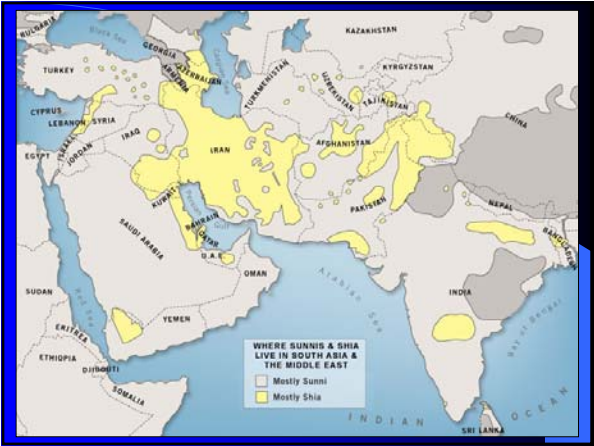 BULGARIA
Black Sea
GEORGIA
ARMENIA
AZERBAIJAN
Caspian Sea
KAZAKHSTAN
TURKEY
TURKMENISTAN
UZBEKISTAN
KYRGYZSTAN
TAJIKISTAN
CHINA
CYPRUS
LEBANON
SYRIA
ISRAEL
JORDAN
IRAQ
IRAN
AFGHANISTAN
EGYPT
KUWAIT
BAHRAIN
QATAR
Gulf
PAKISTAN
NEPAL
BANGLADESH
SAUDI ARABIA
U.A.E.
OMAN
INDIA
Red Sea
SUDAN
Arabian Sea
Bay of Bengal
ERITREA
YEMEN
ETHIOPIA
DJIBOUTI
SOMALIA
WHERE SUNNIS & SHIA
LIVE IN SOUTH ASIA &
THE MIDDLE EAST
Mostly Sunni
Mostly Shia
INDIAN OCEAN
SRI LANKA